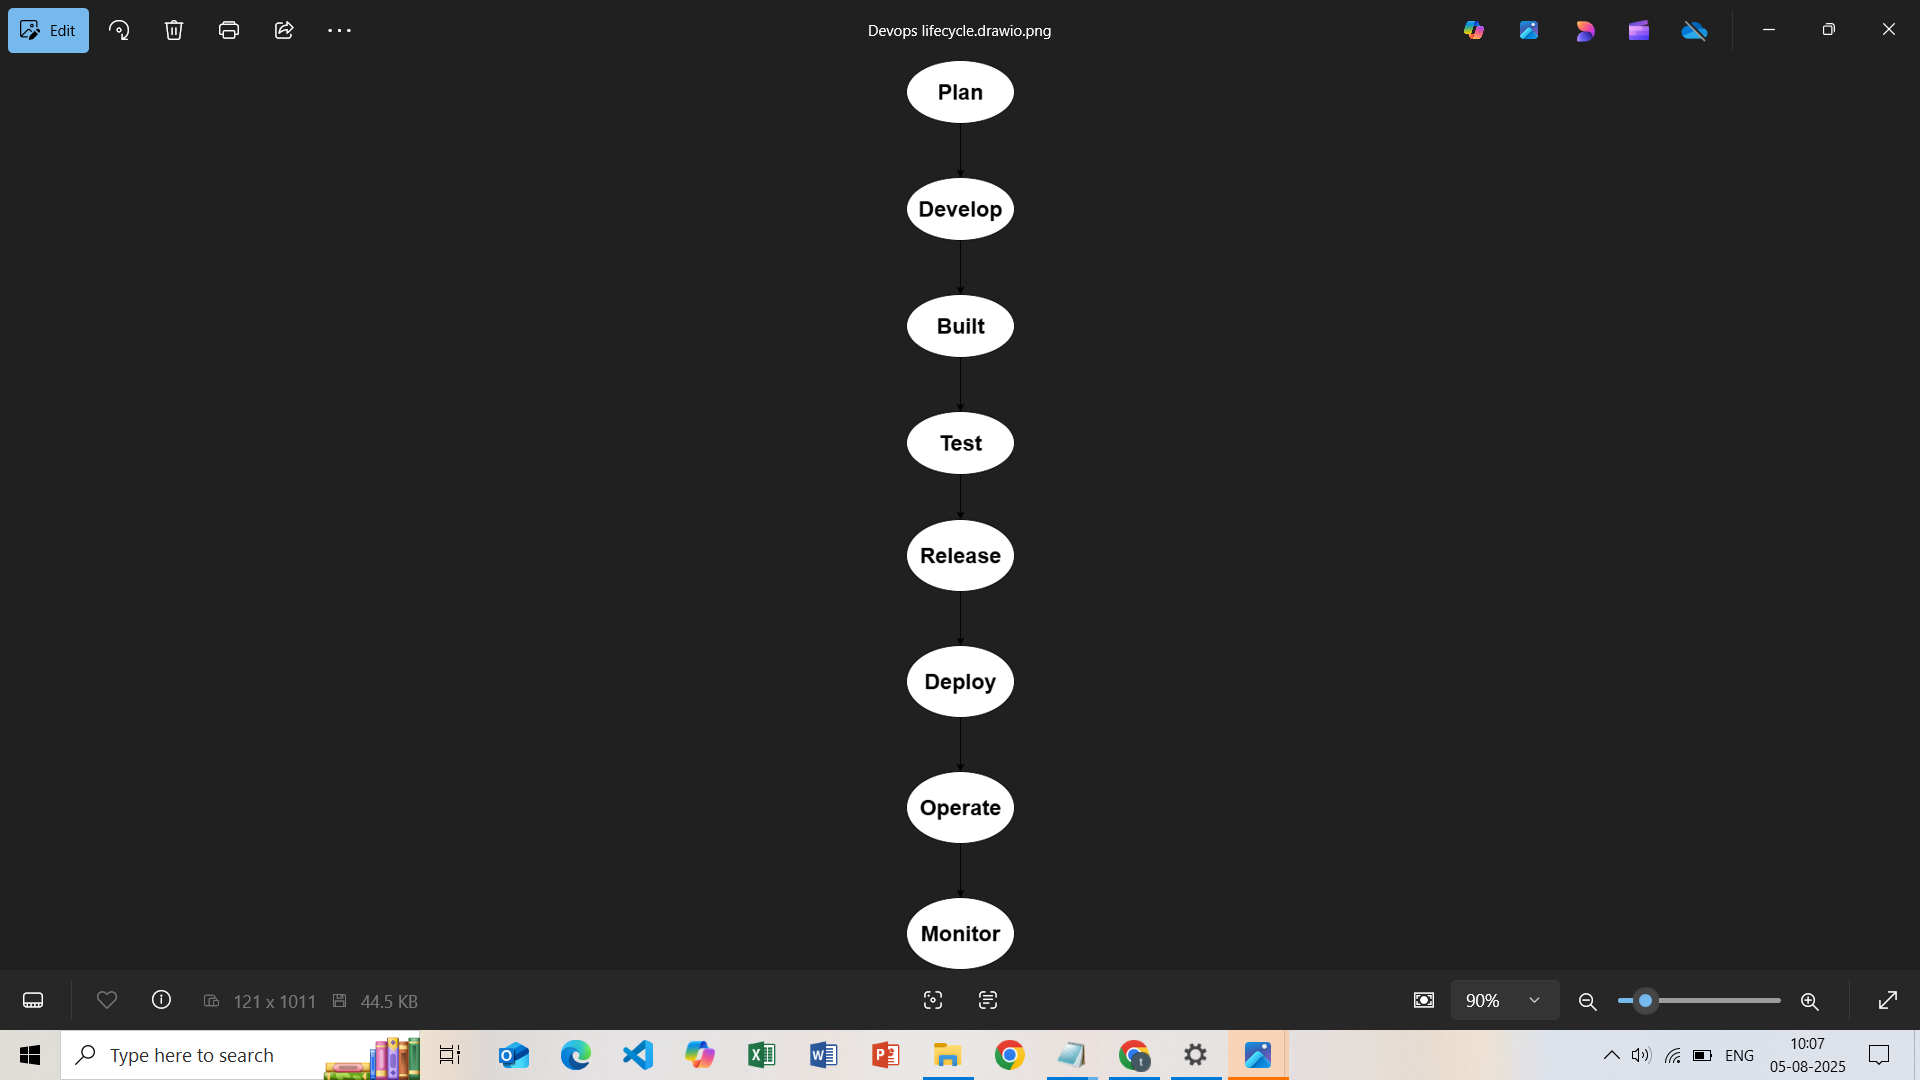 Edit
Devops lifecycle.drawio.png
Plan
Develop
Built
Test
Release
Deploy
Operate
Monitor
121 x 1011 44.5 KB
90%
Type here to search
ENG
10:07
05-08-2025